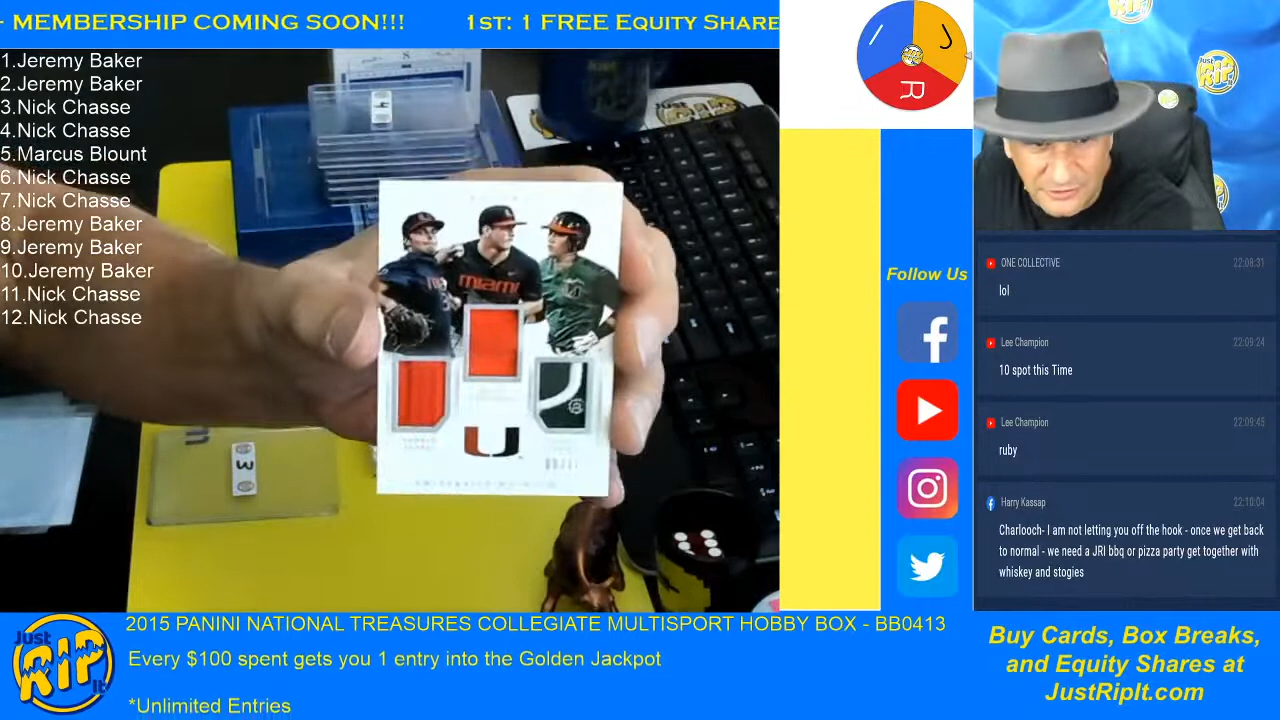 - MEMBERSHIP COMING SOON!!! 1ST: 1 FREE EQUITY SHARE
1.Jeremy Baker
2.Jeremy Baker
3.Nick Chasse
4.Nick Chasse
5.Marcus Blount
6.Nick Chasse
7.Nick Chasse
8.Jeremy Baker
9.Jeremy Baker
10.Jeremy Baker
11.Nick Chasse
12.Nick Chasse
J
R
I
miami
U
4
3
Follow Us
ONE COLLECTIVE 22:08:31
lol
Lee Champion 22:09:24
10 spot this Time
Lee Champion 22:09:45
ruby
Harry Kassap 22:10:04
Charlooch- I am not letting you off the hook - once we get back
to normal - we need a JRI bbq or pizza party get together with
whiskey and stogies
Just
RIP
It
2015 PANINI NATIONAL TREASURES COLLEGIATE MULTISPORT HOBBY BOX - BB0413
Every $100 spent gets you 1 entry into the Golden Jackpot
*Unlimited Entries
Buy Cards, Box Breaks,
and Equity Shares at
JustRipIt.com